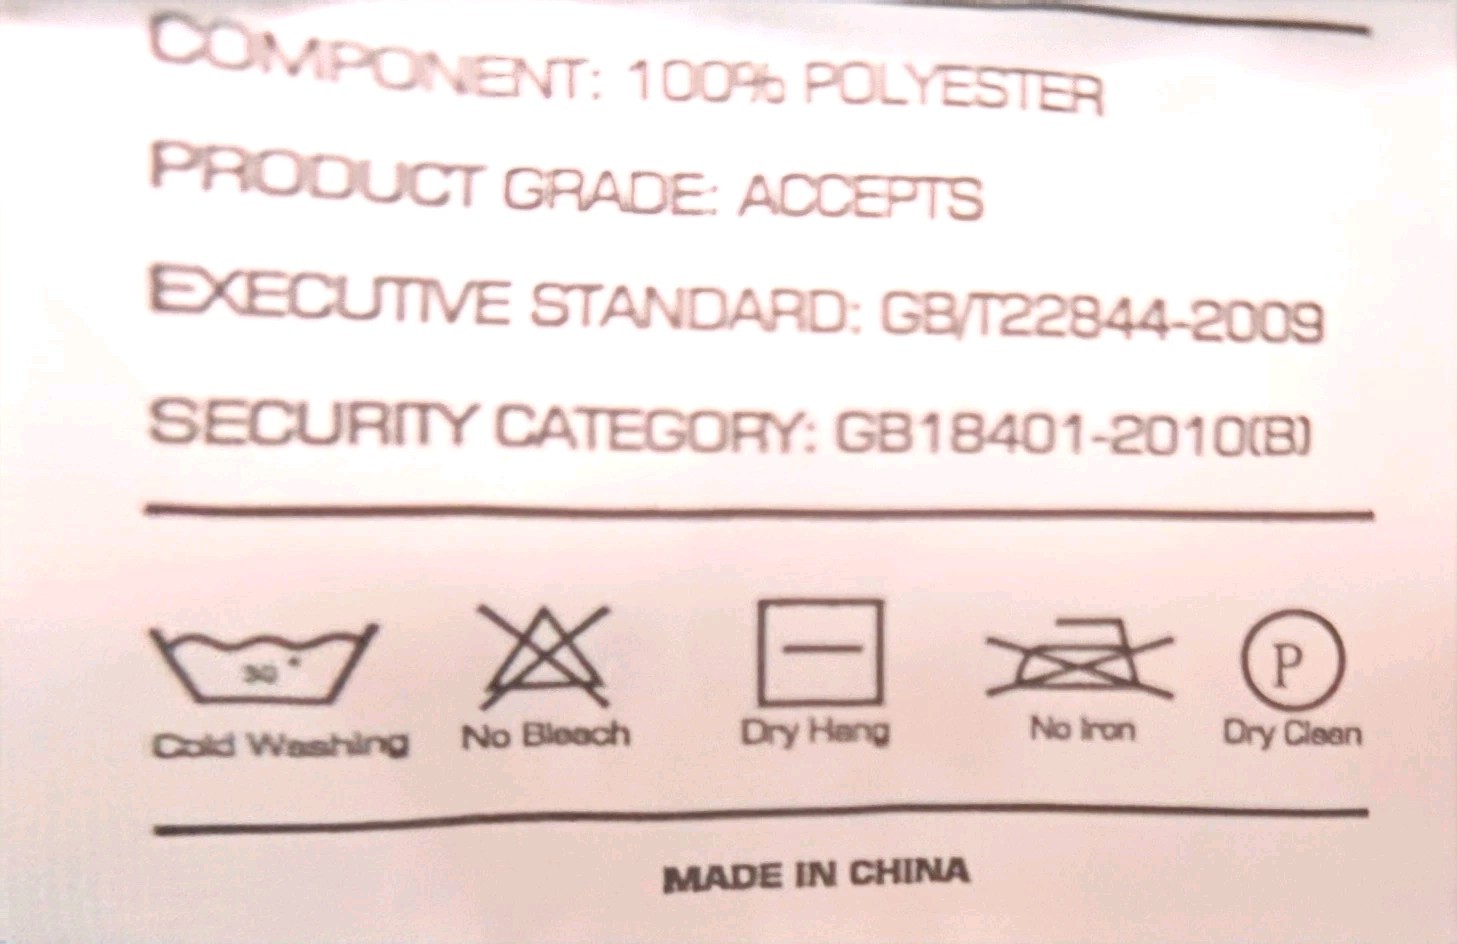 COMPONENT: 100% POLYESTER
PRODUCT GRADE: ACCEPTS
EXECUTIVE STANDARD: GB/T22844-2009
SECURITY CATEGORY: GB18401-2010(B)
30° P
Cold Washing No Bleach Dry Hang No Iron Dry Clean
MADE IN CHINA